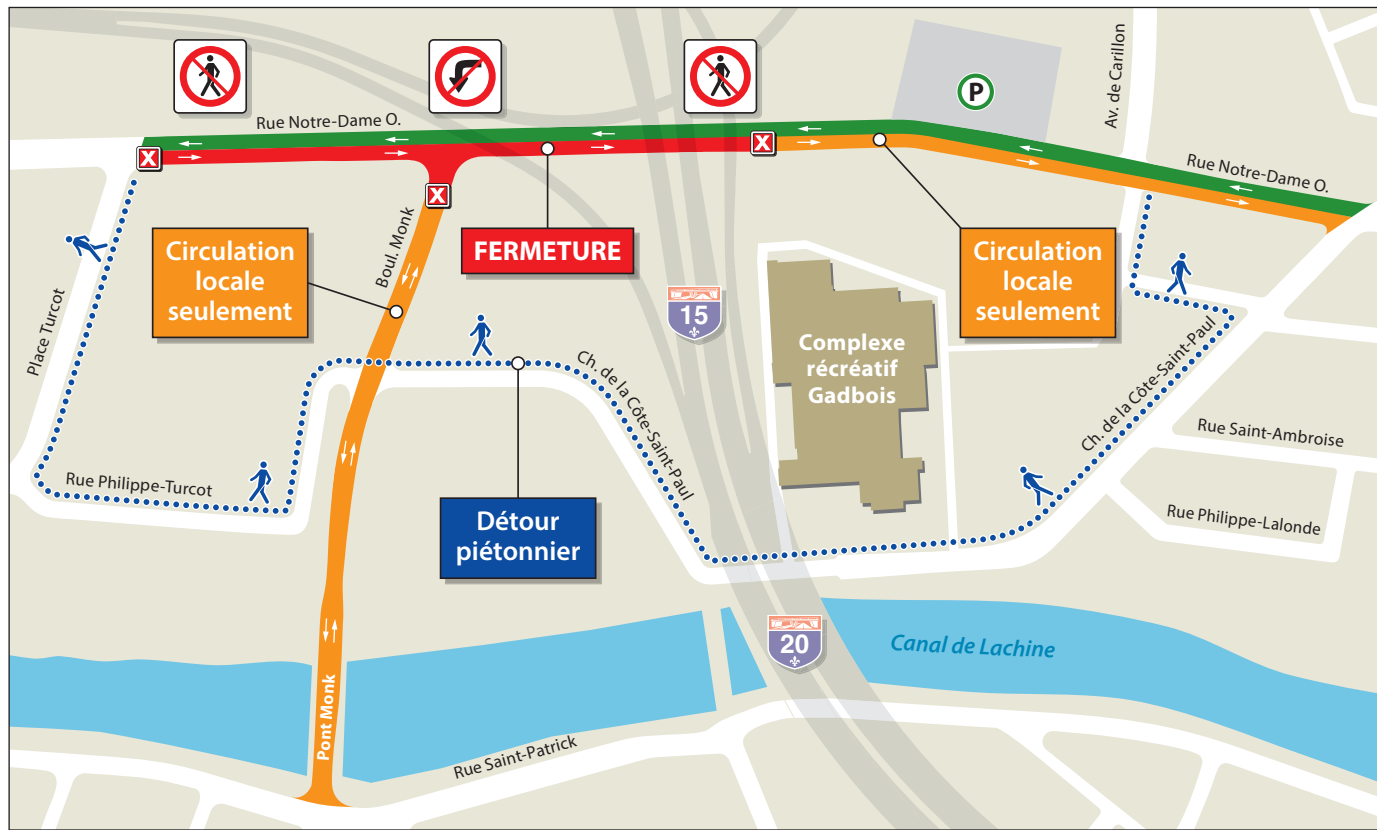 Rue Notre-Dame O.
P
Av. de Carillon
Rue Notre-Dame O.
X
X
X
Circulation
locale
seulement
Boul. Monk
FERMETURE
Circulation
locale
seulement
15
Place Turcot
Complexe
récréatif
Gadbois
Ch. de la Côte-Saint-Paul
Ch. de la Côte-Saint-Paul
Rue Saint-Ambroise
Rue Philippe-Turcot
Détour
piétonnier
Rue Philippe-Lalonde
20
Canal de Lachine
Pont Monk
Rue Saint-Patrick